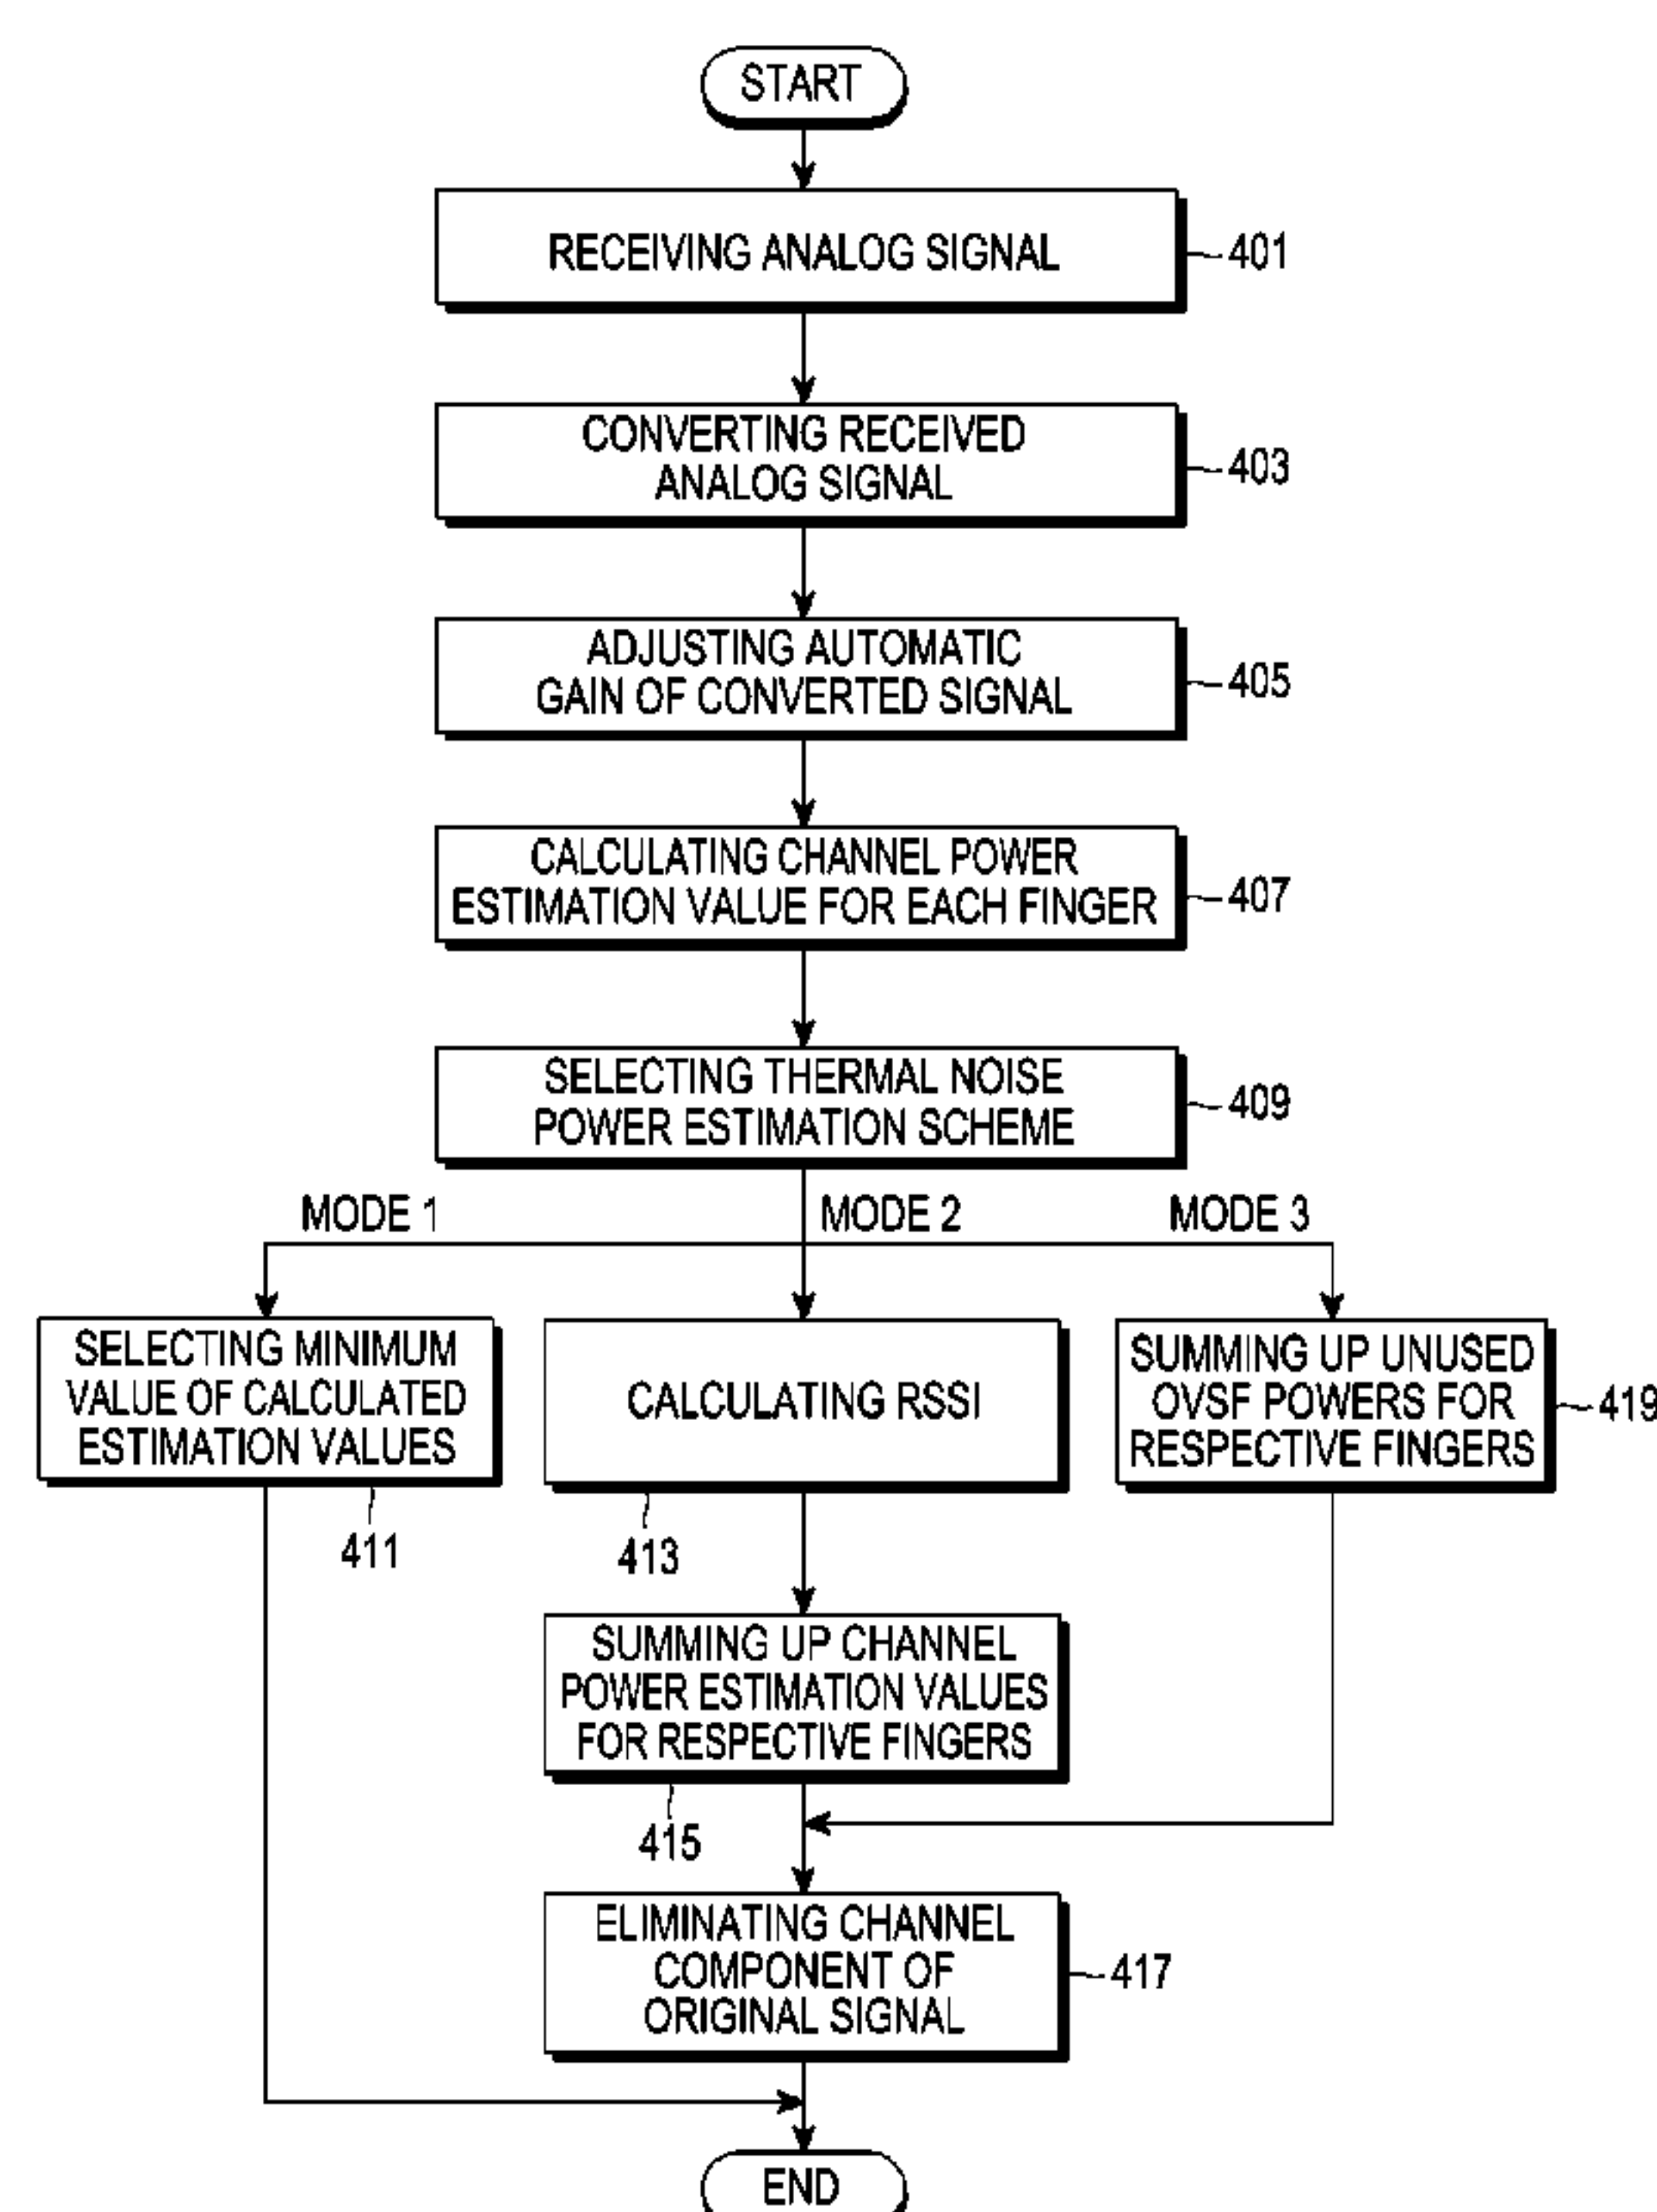 START
RECEIVING ANALOG SIGNAL
401
CONVERTING RECEIVED
ANALOG SIGNAL
403
ADJUSTING AUTOMATIC
GAIN OF CONVERTED SIGNAL
405
CALCULATING CHANNEL POWER
ESTIMATION VALUE FOR EACH FINGER
407
SELECTING THERMAL NOISE
POWER ESTIMATION SCHEME
409
MODE 1
MODE 2
MODE 3
SELECTING MINIMUM
VALUE OF CALCULATED
ESTIMATION VALUES
411
CALCULATING RSSI
413
SUMMING UP UNUSED
OVSF POWERS FOR
RESPECTIVE FINGERS
419
SUMMING UP CHANNEL
POWER ESTIMATION VALUES
FOR RESPECTIVE FINGERS
415
ELIMINATING CHANNEL
COMPONENT OF
ORIGINAL SIGNAL
417
END